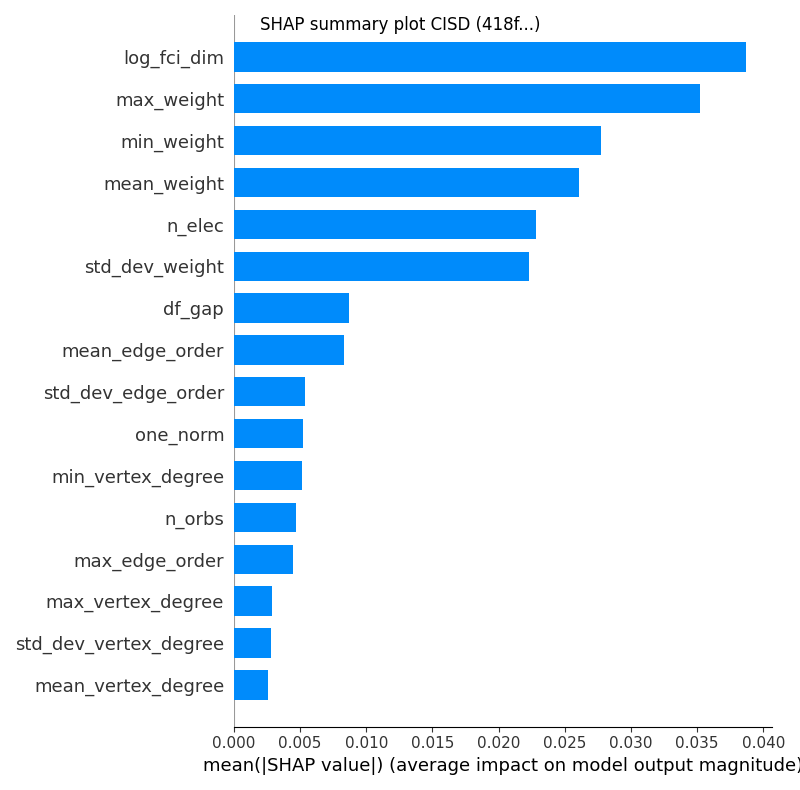 SHAP summary plot CISD (418f...)
log_fci_dim
max_weight
min_weight
mean_weight
n_elec
std_dev_weight
df_gap
mean_edge_order
std_dev_edge_order
one_norm
min_vertex_degree
n_orbs
max_edge_order
max_vertex_degree
std_dev_vertex_degree
mean_vertex_degree
0.000 0.005 0.010 0.015 0.020 0.025 0.030 0.035 0.040
mean(|SHAP value|) (average impact on model output magnitude)